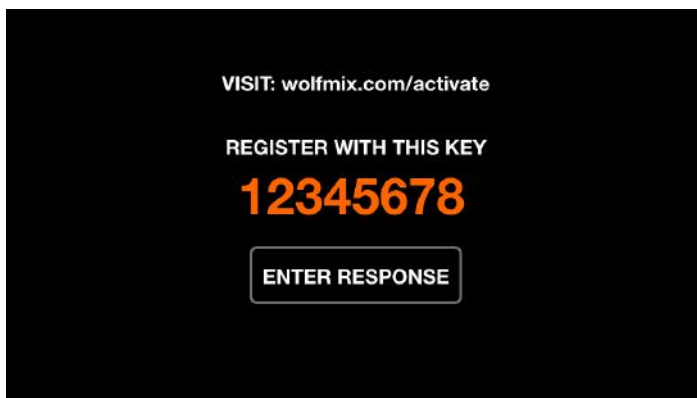 VISIT: wolfmix.com/activate
REGISTER WITH THIS KEY
12345678
ENTER RESPONSE